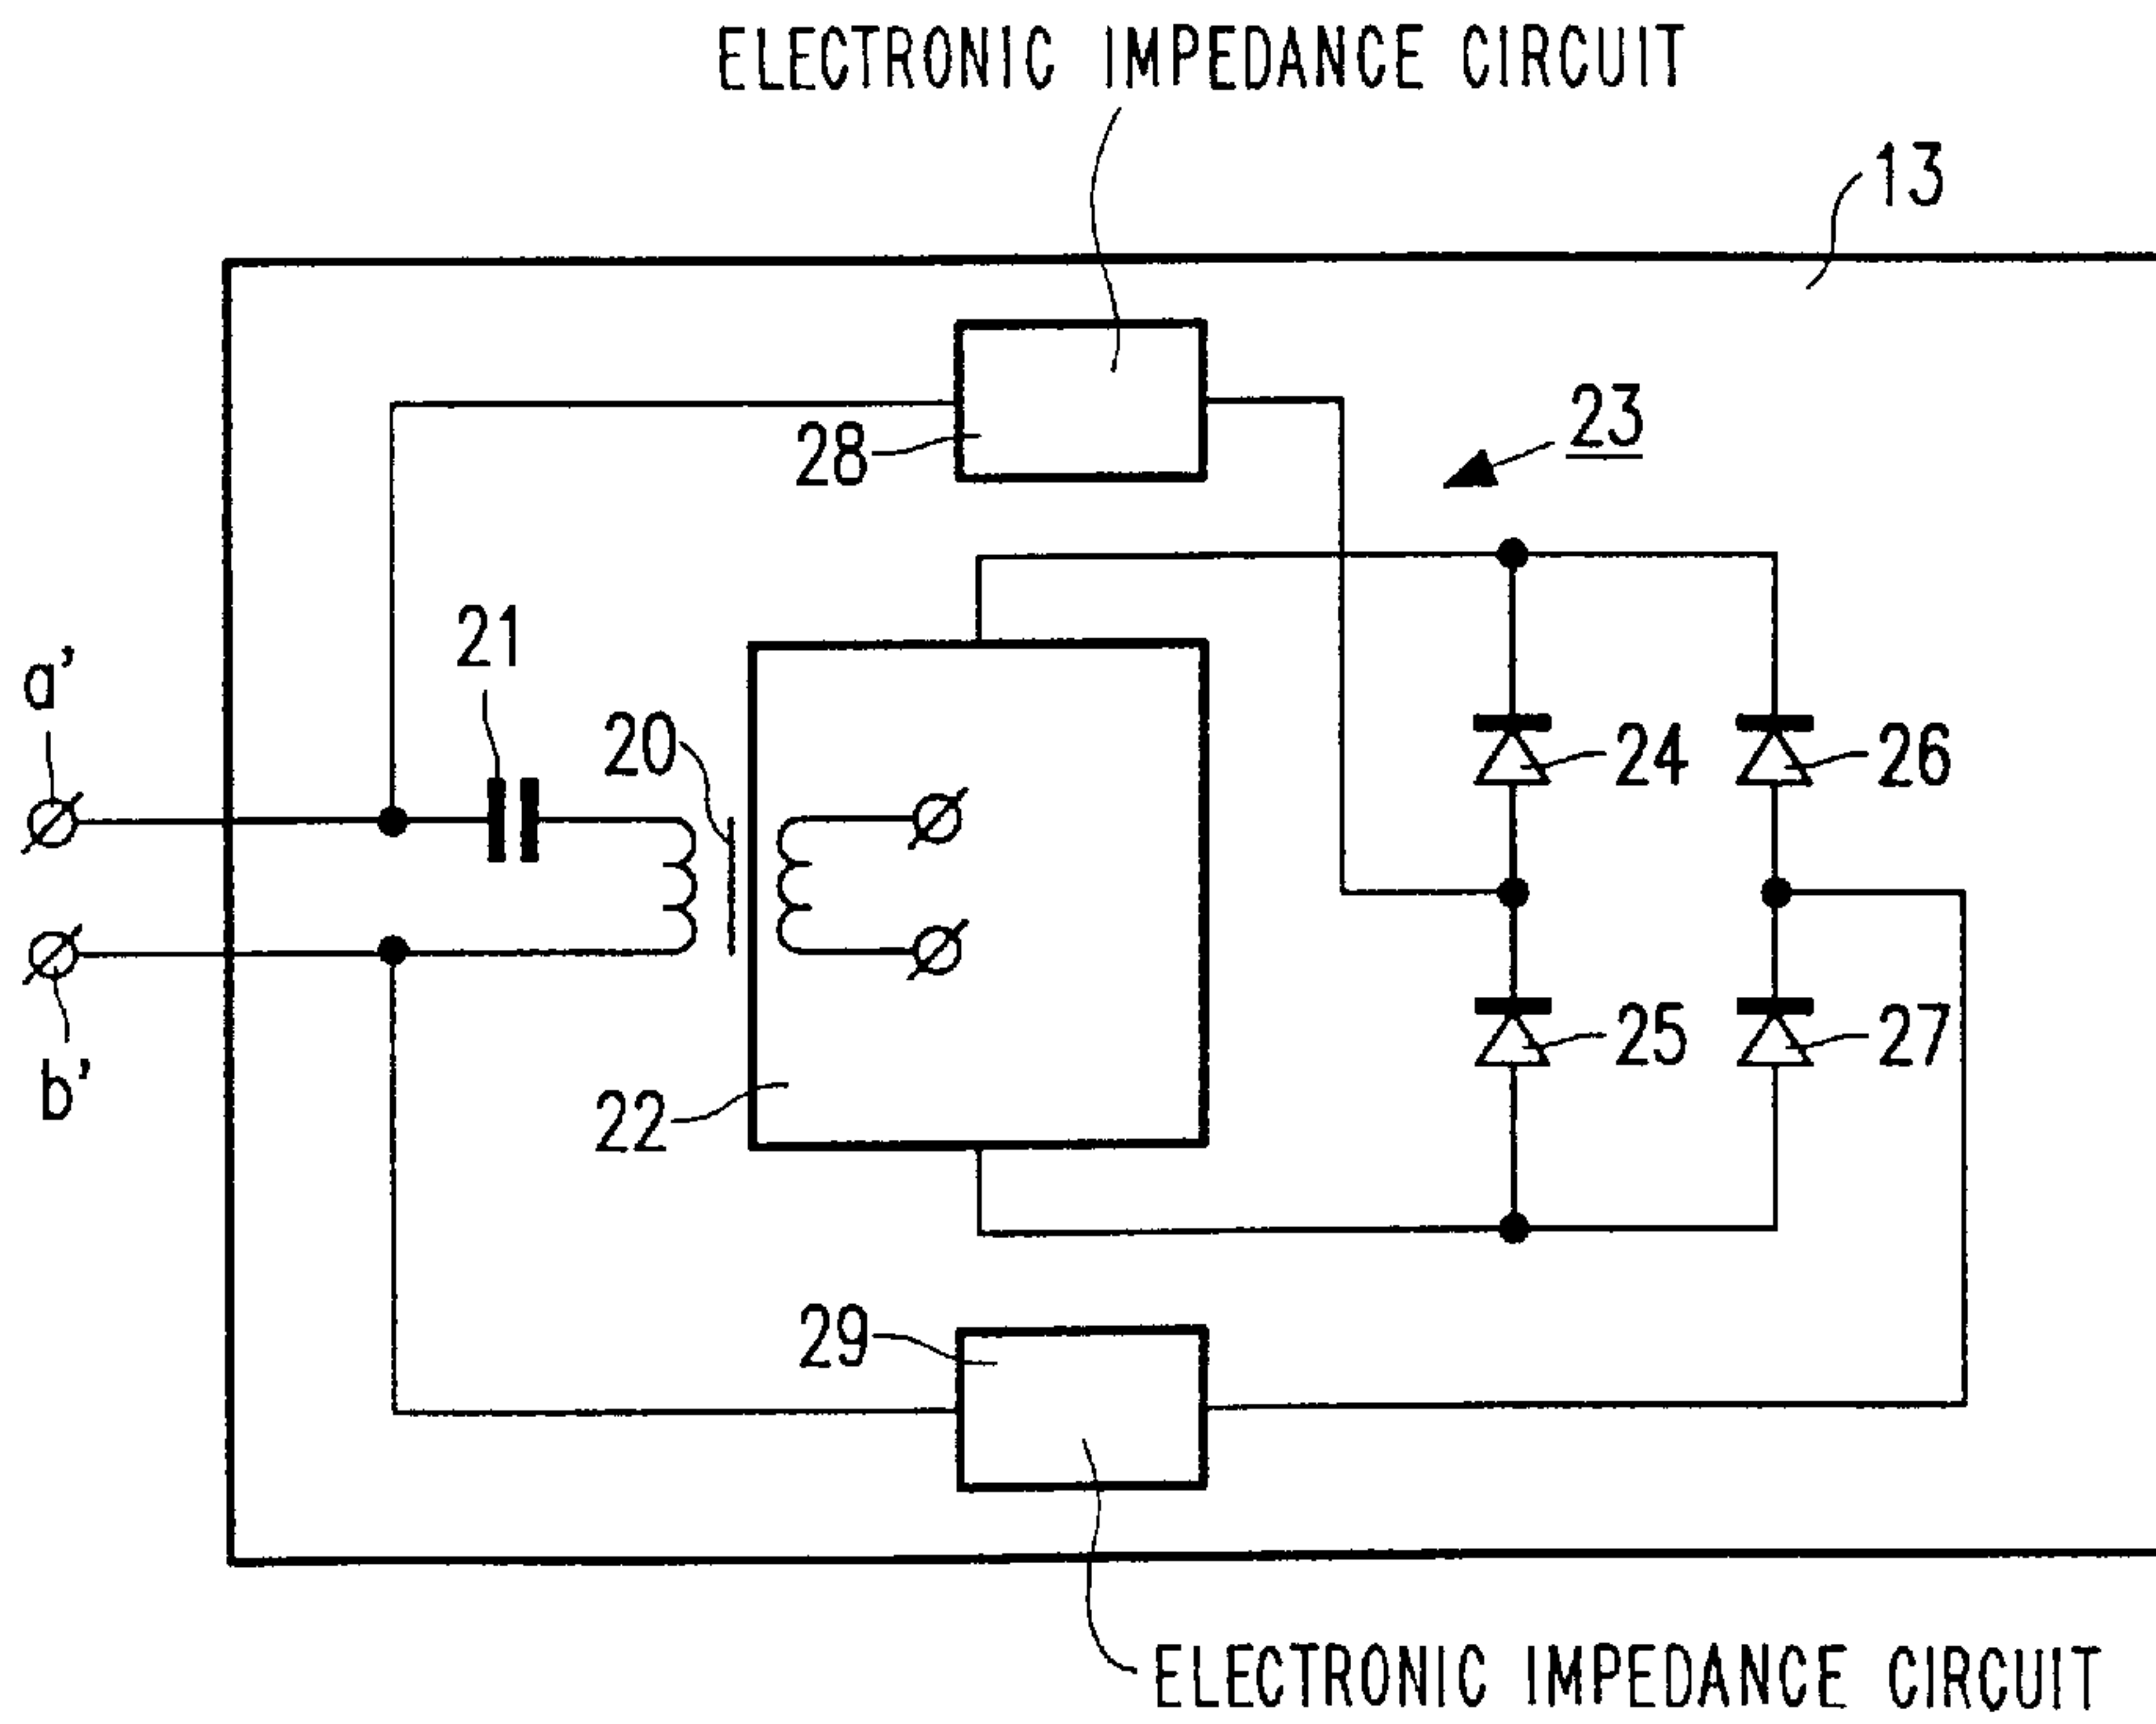 ELECTRONIC IMPEDANCE CIRCUIT
13
28
23
21
a'
20
24
26
25
27
b'
22
29
ELECTRONIC IMPEDANCE CIRCUIT